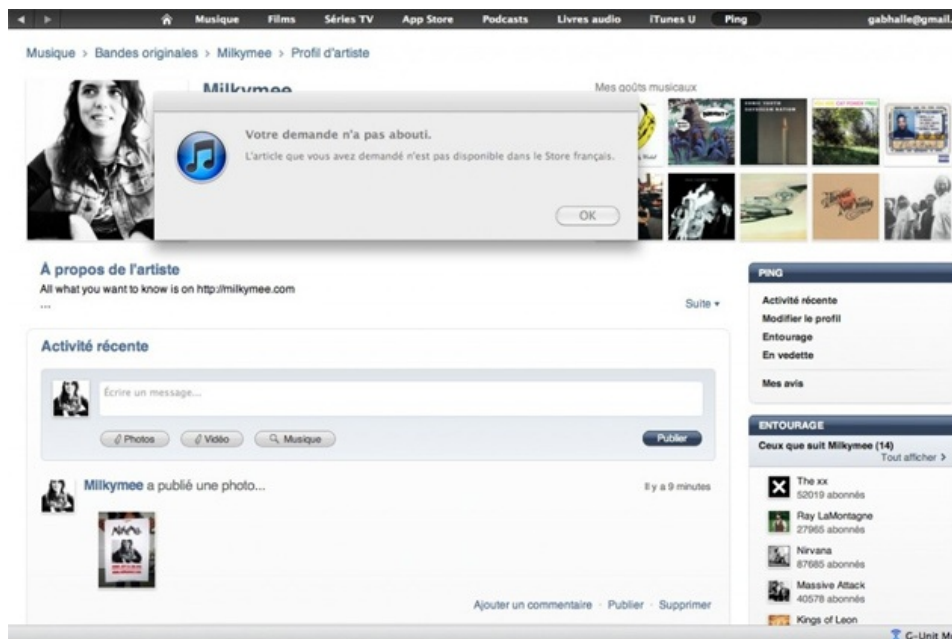 Musique Films Séries TV App Store Podcasts Livres audio iTunes U Ping gabhalle@gmail.
Musique > Bandes originales > Milkymee > Profil d'artiste
Milkymee
Mes goûts musicaux
Votre demande n'a pas abouti.
L'article que vous avez demandé n'est pas disponible dans le Store français.
OK
À propos de l'artiste
All what you want to know is on http://milkymee.com
...
Suite
PING
Activité récente
Modifier le profil
Entourage
En vedette
Mes avis
Activité récente
Écrire un message...
Photos Vidéo Musique Publier
ENTOURAGE
Ceux que suit Milkymee (14)
Tout afficher >
Milkymee a publié une photo...
Il y a 9 minutes
The xx
52019 abonnés
Ray LaMontagne
27965 abonnés
Nirvana
87685 abonnés
Massive Attack
40578 abonnés
Kings of Leon
Ajouter un commentaire · Publier · Supprimer
G-Unit M